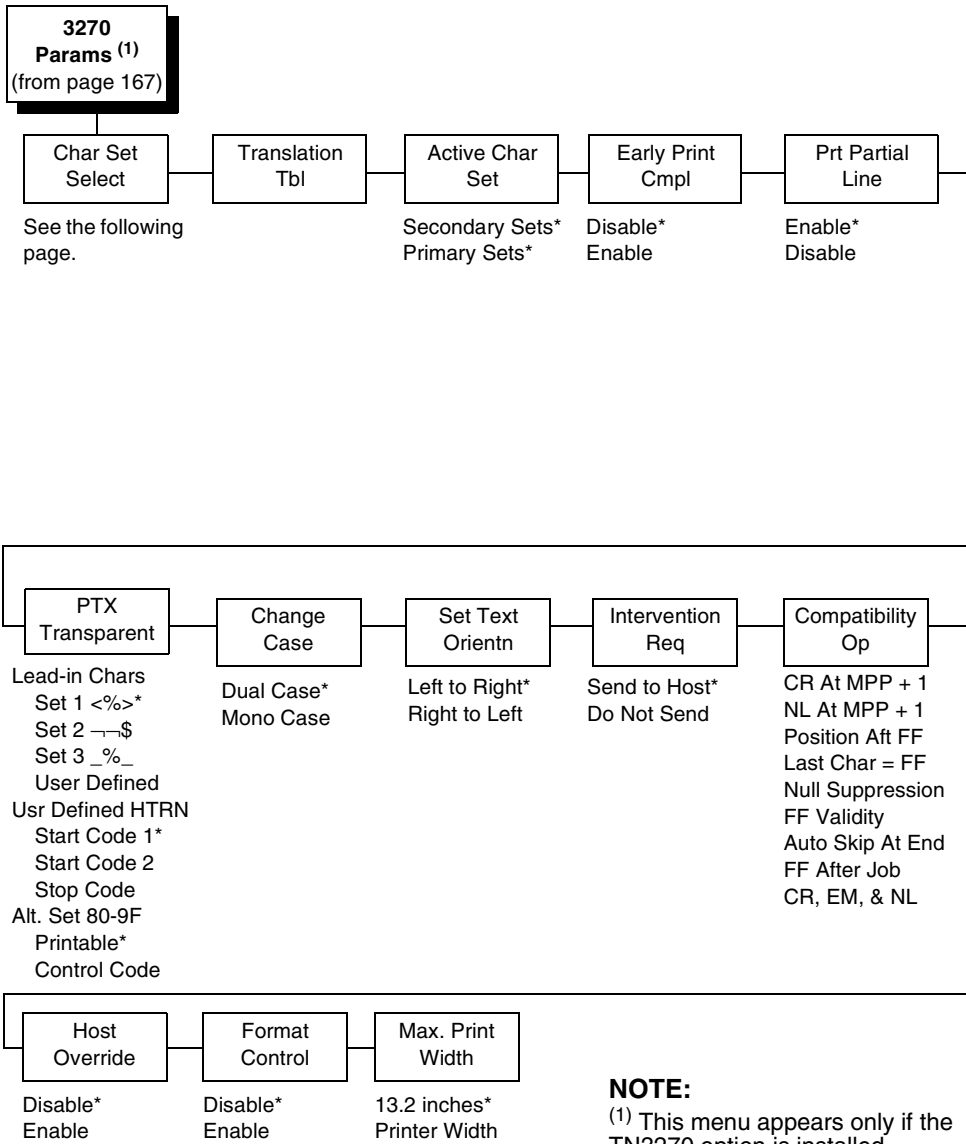 3270
Params (1)
(from page 167)
Char Set
Select
Translation
Tbl
Active Char
Set
Early Print
Cmpl
Prt Partial
Line
See the following
page.
Secondary Sets*
Primary Sets*
Disable*
Enable
Enable*
Disable
PTX
Transparent
Change
Case
Set Text
Orientn
Intervention
Req
Compatibility
Op
Lead-in Chars
Set 1 <%>*
Set 2 ¬¬$
Set 3 _%_
User Defined
Usr Defined HTRN
Start Code 1*
Start Code 2
Stop Code
Alt. Set 80-9F
Printable*
Control Code
Dual Case*
Mono Case
Left to Right*
Right to Left
Send to Host*
Do Not Send
CR At MPP + 1
NL At MPP + 1
Position Aft FF
Last Char = FF
Null Suppression
FF Validity
Auto Skip At End
FF After Job
CR, EM, & NL
Host
Override
Format
Control
Max. Print
Width
Disable*
Enable
Disable*
Enable
13.2 inches*
Printer Width
NOTE:
(1) This menu appears only if the
TN3270 option is installed